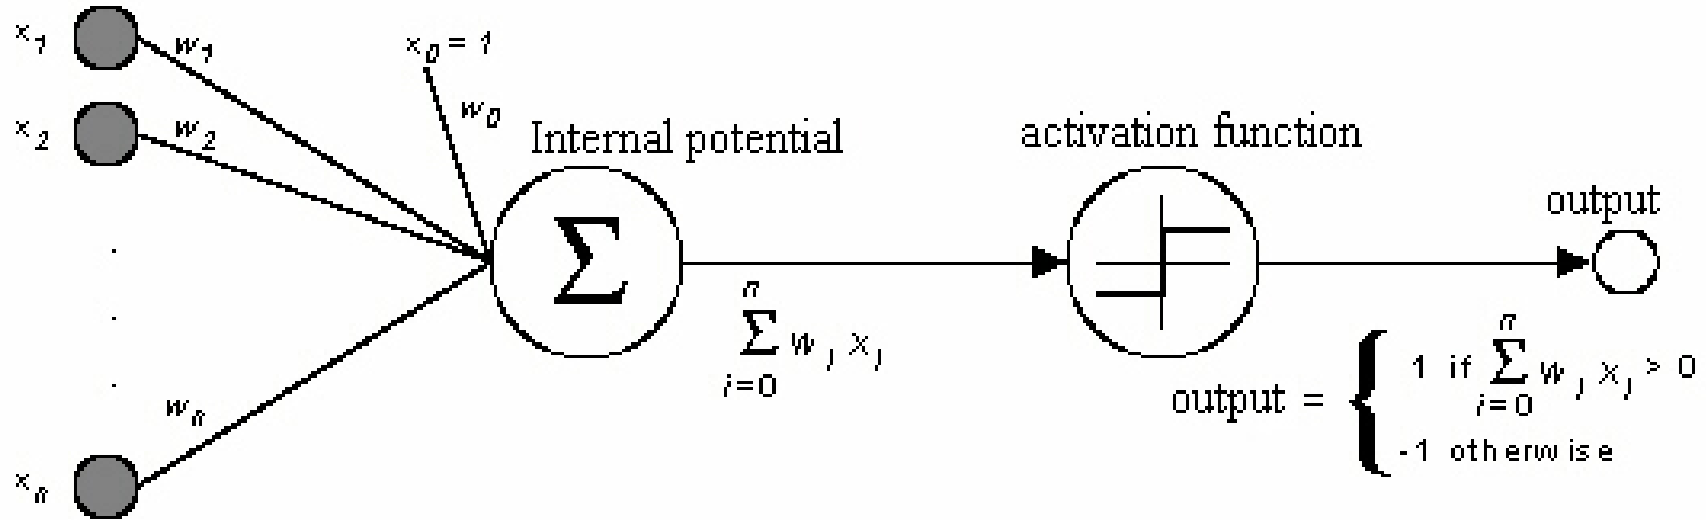 x₁
w₁
x₀ = 1
w₀
x₂
w₂
Internal potential
activation function
output
Σ
n
Σ wᵢ xᵢ
i=0
wₙ
xₙ
output = {
n
1 if Σ wᵢ xᵢ > 0
i=0
-1 otherwise